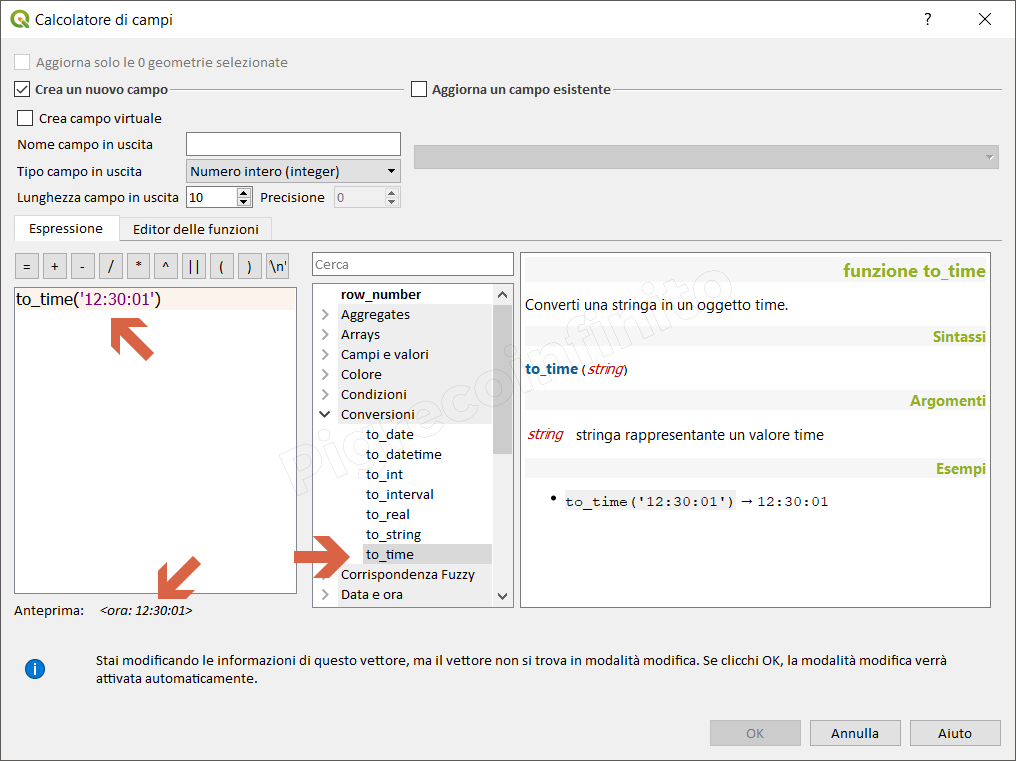 Calcolatore di campi
?
Aggiorna solo le 0 geometrie selezionate
Crea un nuovo campo
Aggiorna un campo esistente
Crea campo virtuale
Nome campo in uscita
Tipo campo in uscita Numero intero (integer)
Lunghezza campo in uscita 10 Precisione 0
Espressione Editor delle funzioni
= + - / * ^ || ( ) '\n'
to_time('12:30:01')
Anteprima: <ora: 12:30:01>
Cerca
row_number
Aggregates
Arrays
Campi e valori
Colore
Condizioni
Conversioni
to_date
to_datetime
to_int
to_interval
to_real
to_string
to_time
Corrispondenza Fuzzy
Data e ora
funzione to_time
Converti una stringa in un oggetto time.
Sintassi
to_time (string)
Argomenti
string stringa rappresentante un valore time
Esempi
• to_time('12:30:01') → 12:30:01
Pigrecoinfinito
Stai modificando le informazioni di questo vettore, ma il vettore non si trova in modalità modifica. Se clicchi OK, la modalità modifica verrà
attivata automaticamente.
OK Annulla Aiuto